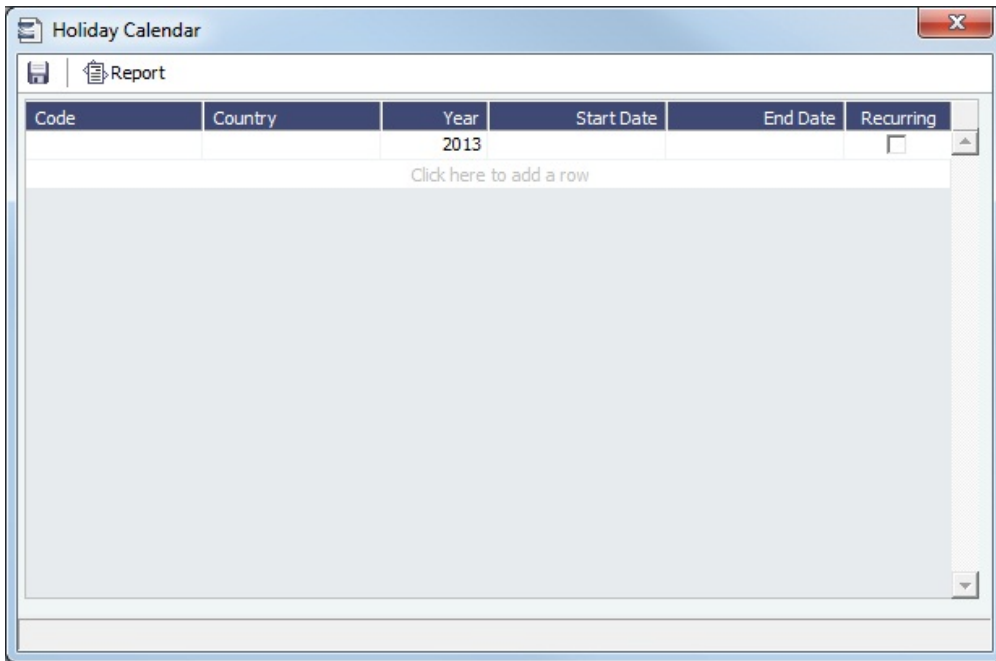 Holiday Calendar
Report
Code Country Year Start Date End Date Recurring
2013
Click here to add a row